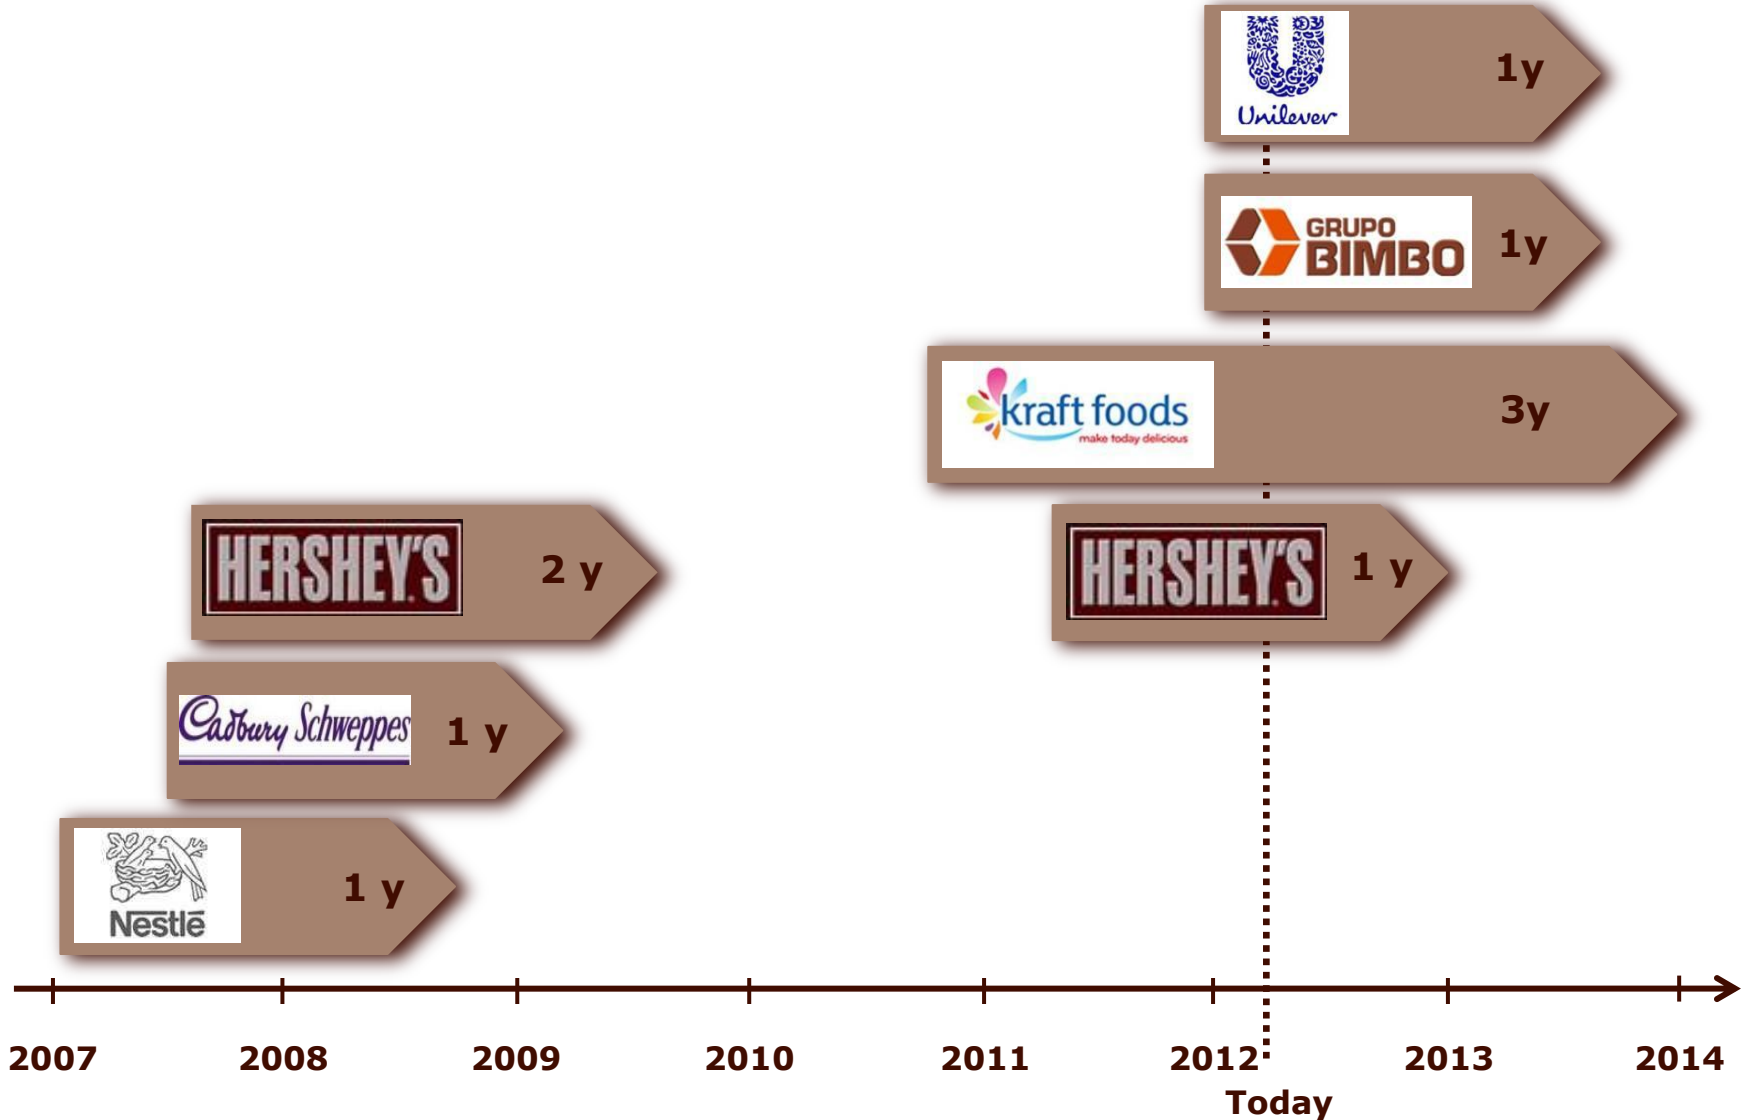 Unilever
1y
GRUPO
BIMBO
1y
kraft foods
make today delicious
3y
HERSHEY'S
2 y
HERSHEY'S
1 y
Cadbury Schweppes
1 y
Nestlé
1 y
2007 2008 2009 2010 2011 2012 2013 2014
Today